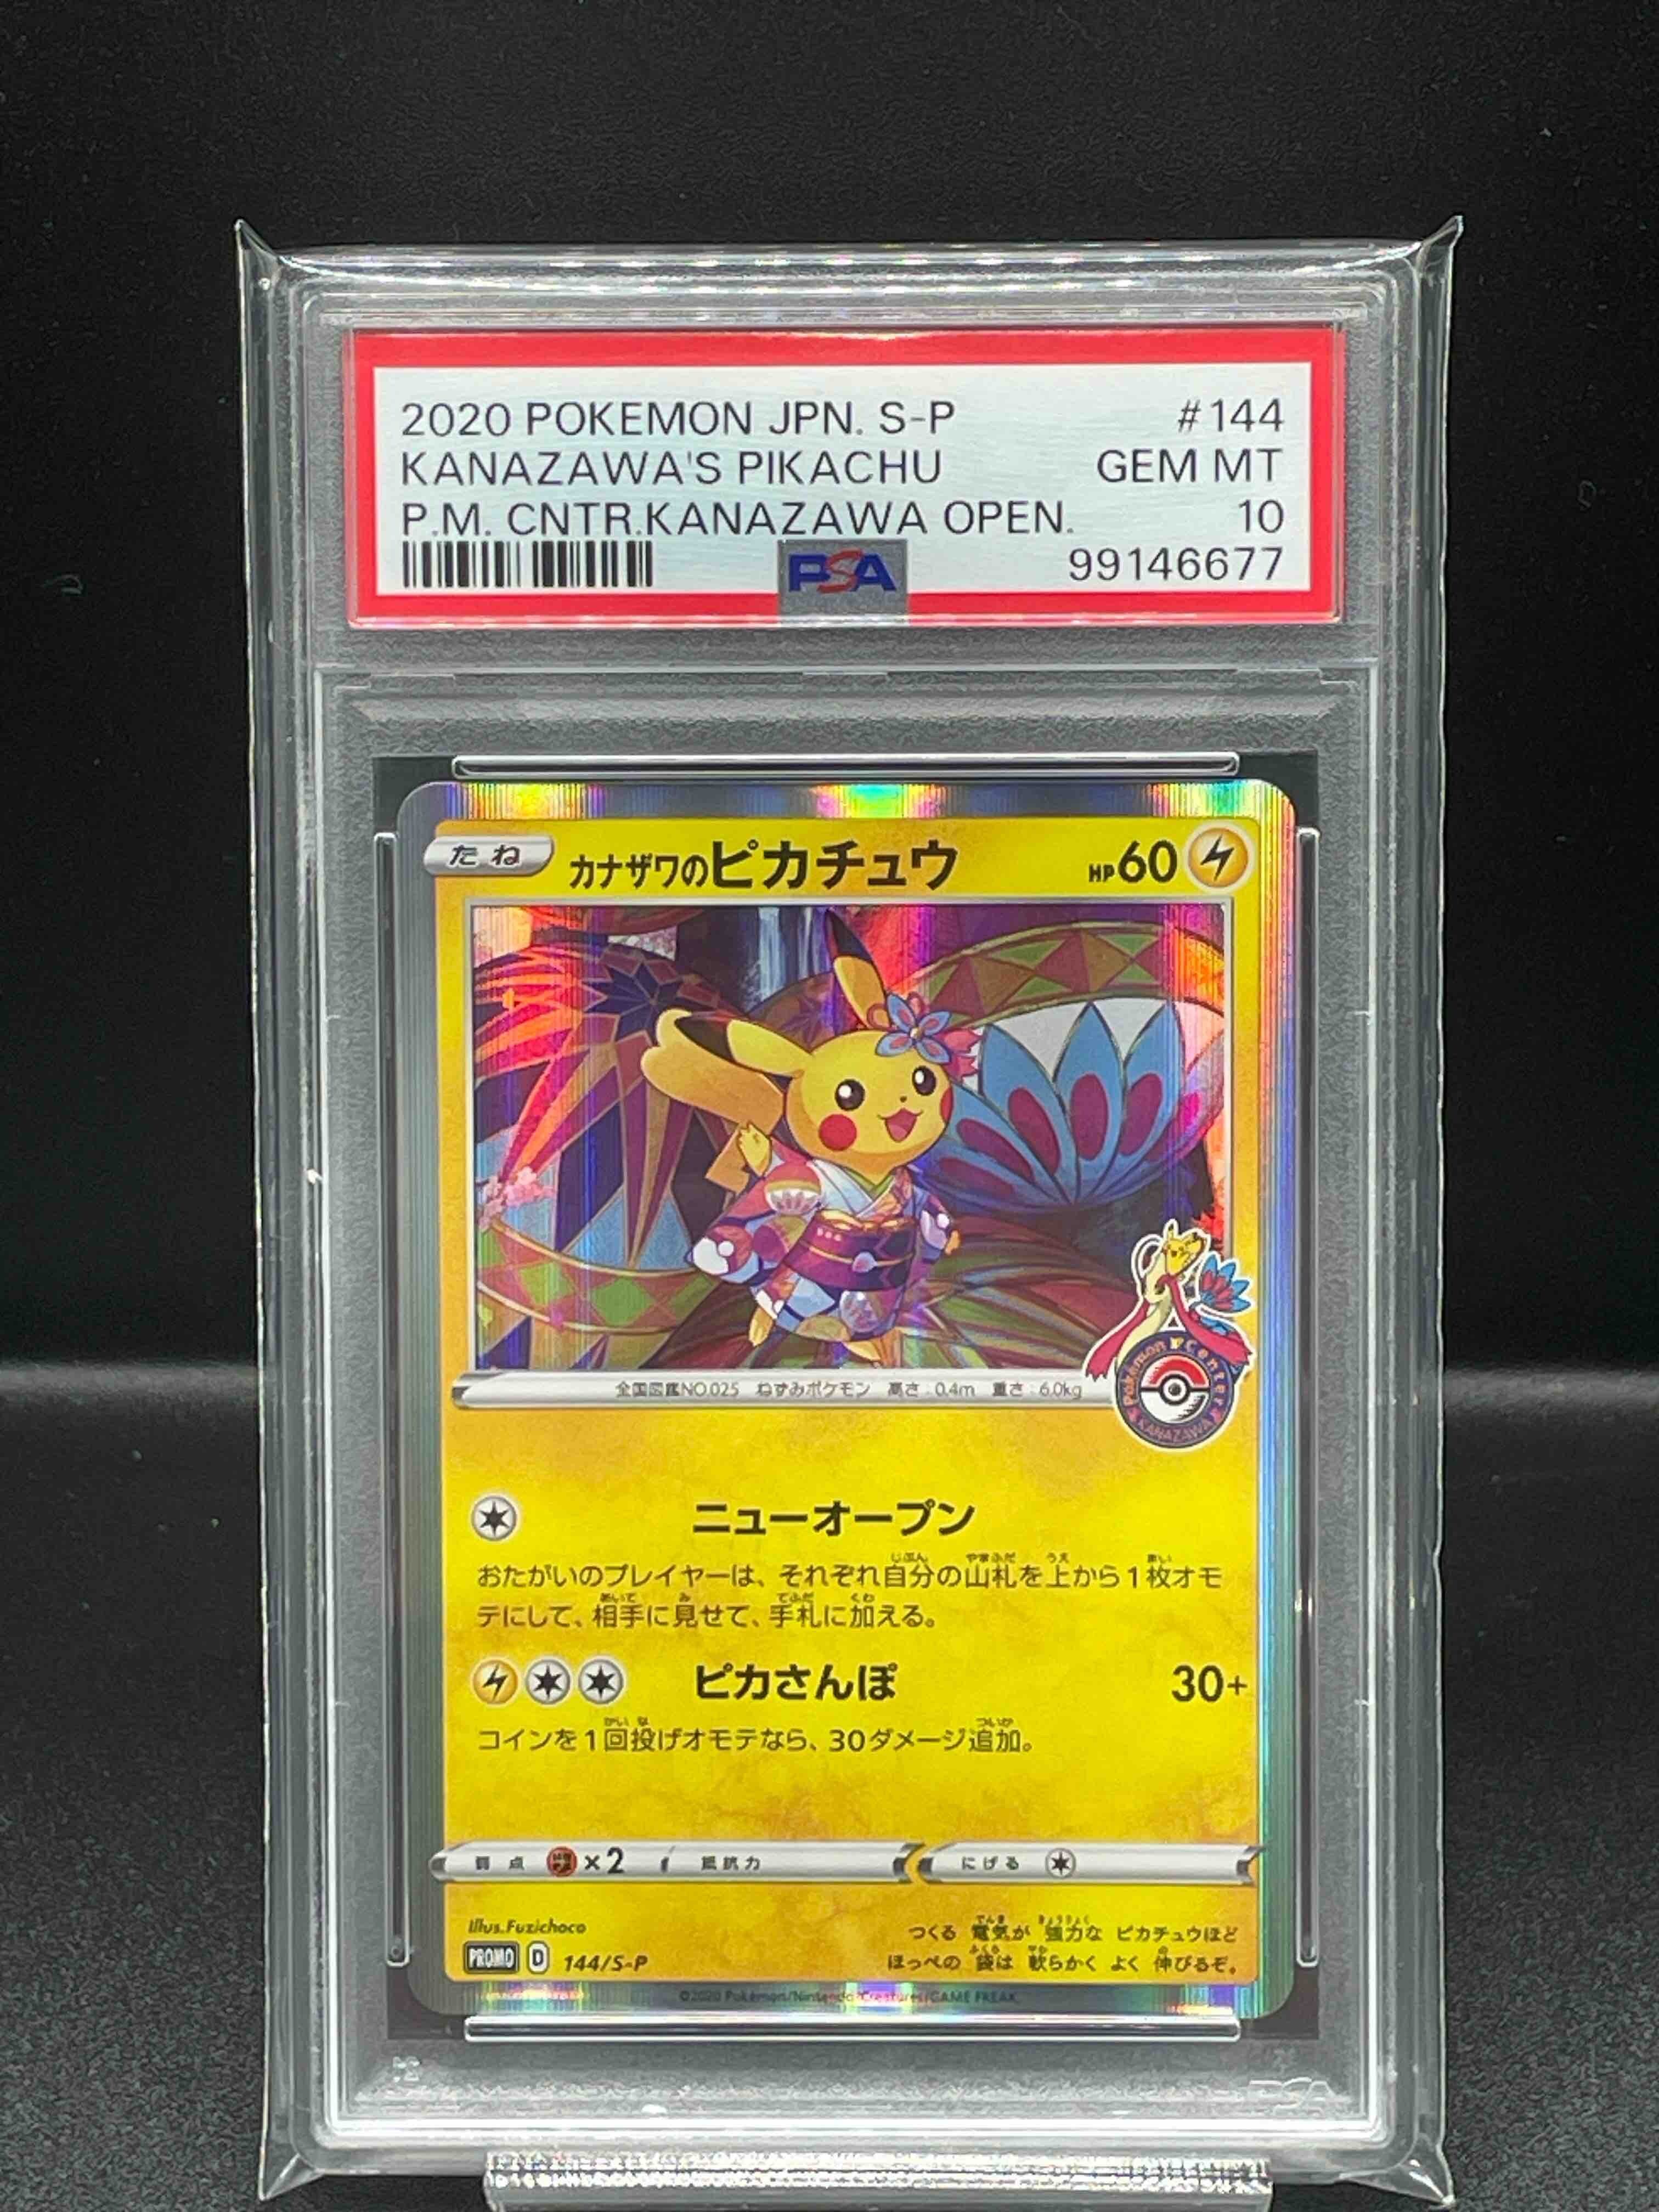 2020 POKEMON JPN. S-P #144
KANAZAWA'S PIKACHU GEM MT
P.M. CNTR.KANAZAWA OPEN. 10
PSA 99146677
たね カナザワのピカチュウ HP60
全国図鑑NO.025 ねずみポケモン 高さ:0.4m 重さ:6.0kg
Pokémon Center
KANAZAWA
ニューオープン
おたがいのプレイヤーは、それぞれ自分の山札を上から1枚オモ
テにして、相手に見せて、手札に加える。
ピカさんぽ 30+
コインを1回投げオモテなら、30ダメージ追加。
弱点 ×2 抵抗力 にげる
Illus.Fuzichoco
つくる 電気が 強力な ピカチュウほど
PROMO D 144/S-P
ほっぺの 袋は 軟らかく よく 伸びるぞ。
©2020 Pokémon/Nintendo/Creatures/GAME FREAK